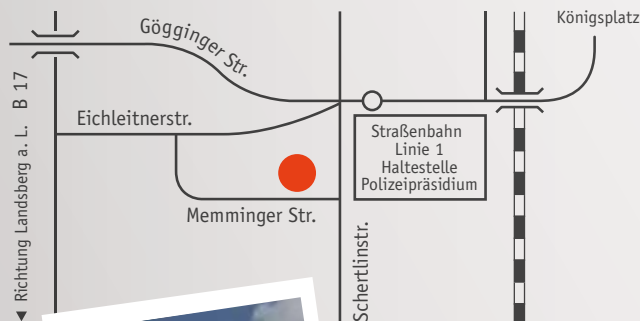 Königsplatz
Gögginger Str.
Eichleitnerstr.
Straßenbahn
Linie 1
Haltestelle
Polizeipräsidium
Memminger Str.
Schertlinstr.
◄ Richtung Landsberg a. L. B 17